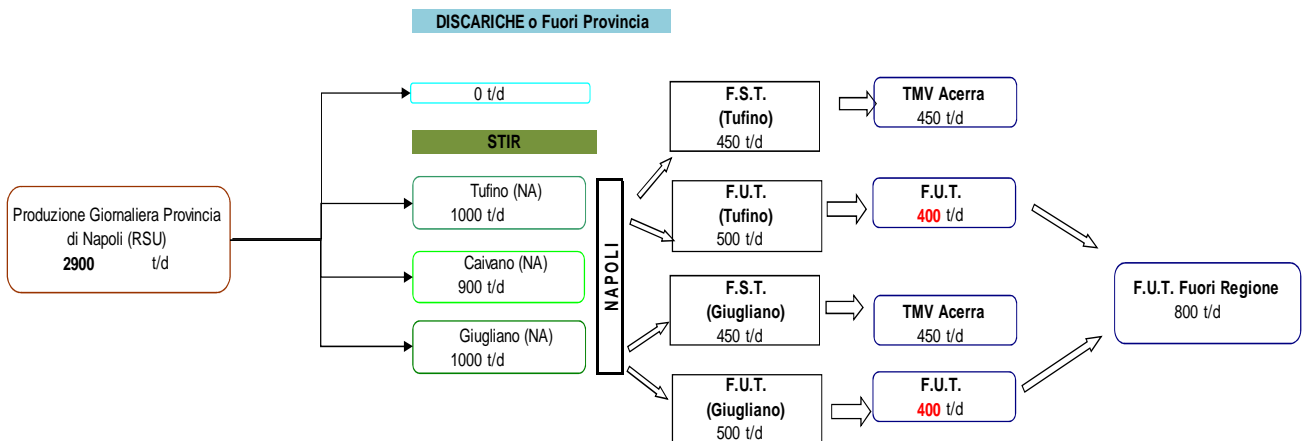 DISCARICHE o Fuori Provincia
0 t/d
STIR
Produzione Giornaliera Provincia
di Napoli (RSU)
2900 t/d
Tufino (NA)
1000 t/d
Caivano (NA)
900 t/d
Giugliano (NA)
1000 t/d
NAPOLI
F.S.T.
(Tufino)
450 t/d
TMV Acerra
450 t/d
F.U.T.
(Tufino)
500 t/d
F.U.T.
400 t/d
F.S.T.
(Giugliano)
450 t/d
TMV Acerra
450 t/d
F.U.T.
(Giugliano)
500 t/d
F.U.T.
400 t/d
F.U.T. Fuori Regione
800 t/d